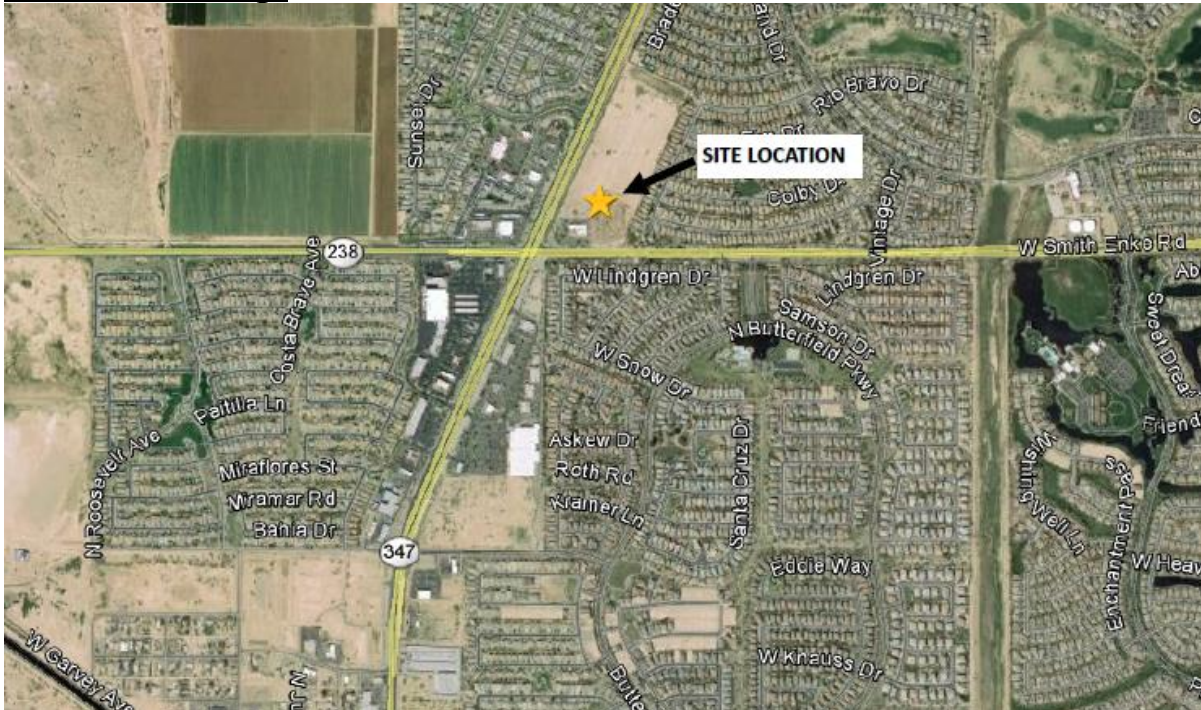 Sunset Dr
Rio Bravo Dr
SITE LOCATION
Colby Dr
Vintage Dr
238
W Smith Enke Rd
W Lindgren Dr
Lindgren Dr
Costa Brave Ave
Samson Dr
N Butterfield Pkwy
W Snow Dr
Paitilla Ln
N Roosevelt Ave
Askew Dr
Miraflores St
Roth Rd
Santa Cruz Dr
Miramar Rd
Kramer Ln
Wishing Well Ln
Bahia Dr
347
Eddie Way
Enchantment Pass
W Knauss Dr
W Garvey Ave